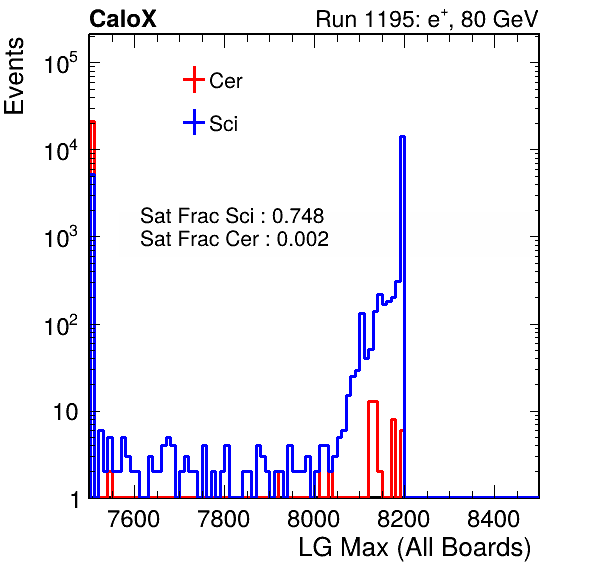 CaloX Run 1195: e⁺, 80 GeV
Events
Cer
Sci
Sat Frac Sci : 0.748
Sat Frac Cer : 0.002
10⁵
10⁴
10³
10²
10
1
7600 7800 8000 8200 8400
LG Max (All Boards)